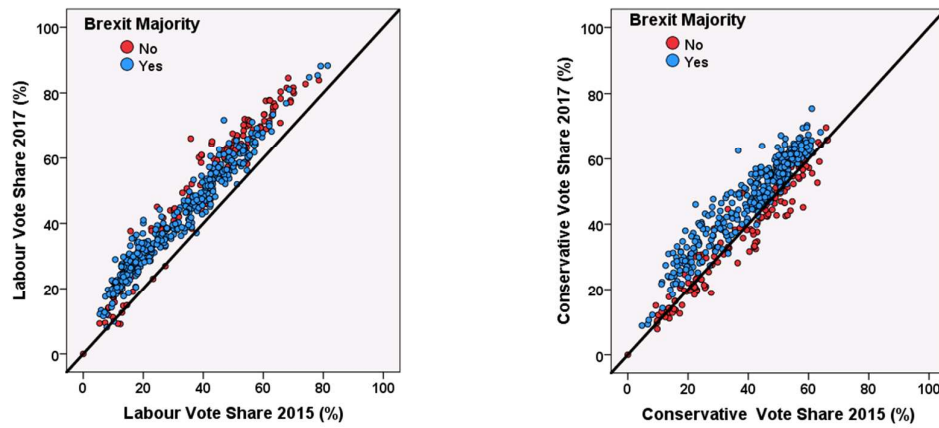 Brexit Majority
No
Yes
Labour Vote Share 2017 (%)
100
80
60
40
20
0
0 20 40 60 80 100
Labour Vote Share 2015 (%)
Brexit Majority
No
Yes
Conservative Vote Share 2017 (%)
100
80
60
40
20
0
0 20 40 60 80 100
Conservative Vote Share 2015 (%)